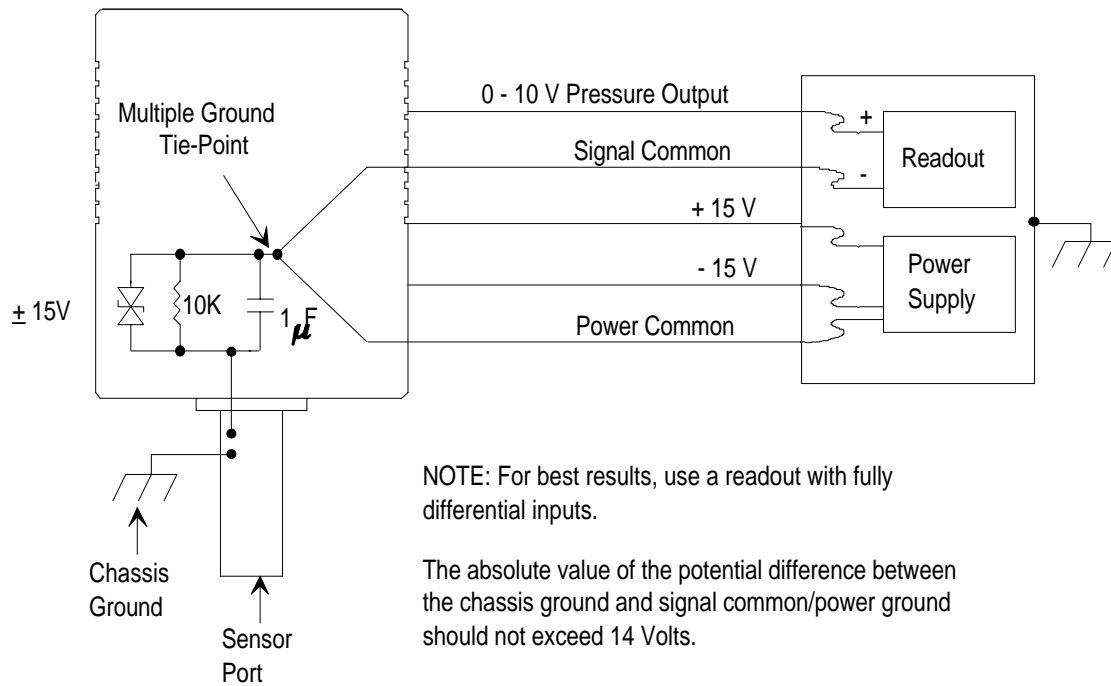 Multiple Ground
Tie-Point
0 - 10 V Pressure Output
Signal Common
+ 15 V
- 15 V
Power Common
+
-
Readout
Power
Supply
± 15V
10K
1 μF
Chassis
Ground
Sensor
Port
NOTE: For best results, use a readout with fully
differential inputs.
The absolute value of the potential difference between
the chassis ground and signal common/power ground
should not exceed 14 Volts.